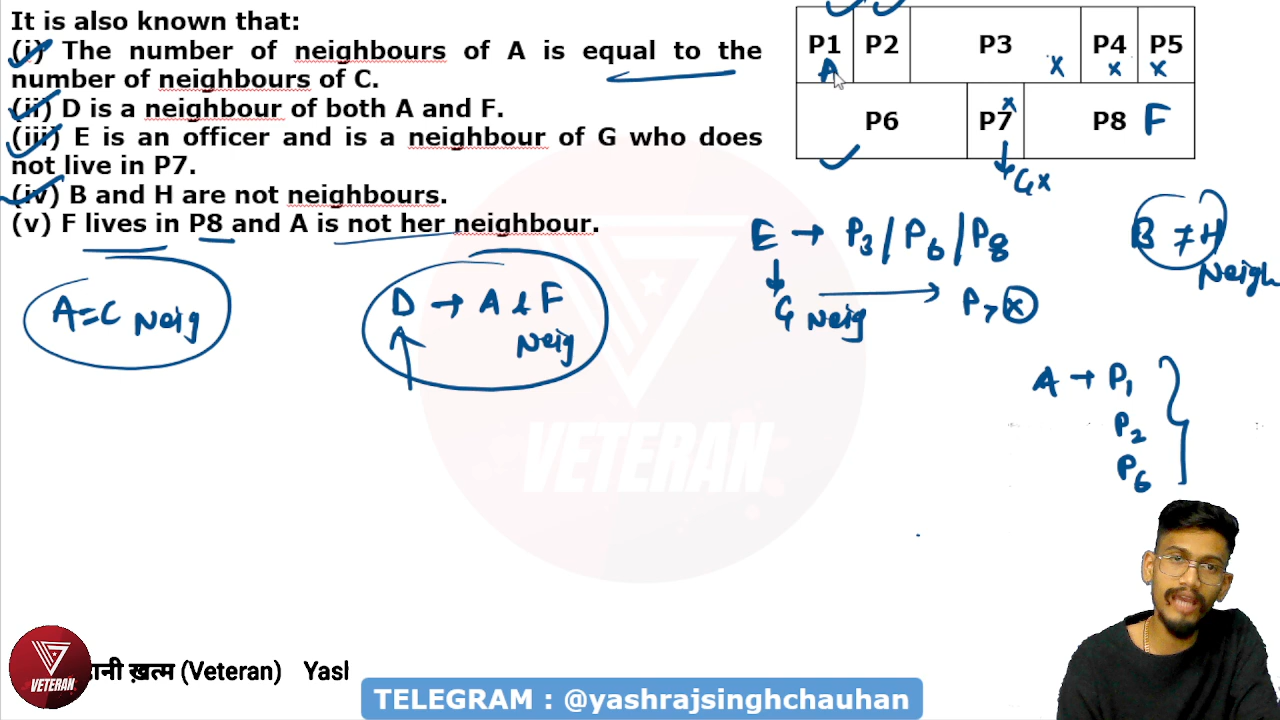 It is also known that:
(i) The number of neighbours of A is equal to the
number of neighbours of C.
(ii) D is a neighbour of both A and F.
(iii) E is an officer and is a neighbour of G who does
not live in P7.
(iv) B and H are not neighbours.
(v) F lives in P8 and A is not her neighbour.
P1 P2 P3 P4 P5
A x x x
P6 P7 x P8 F
G x
E → P3 / P6 / P8
G Neig → P7 x
B ≠ H
Neigh
A = C Neig
D → A & F
Neig
A → P1
P2
P6
VETERAN
VETERAN
ख़त्म (Veteran) Yash
TELEGRAM : @yashrajsinghchauhan